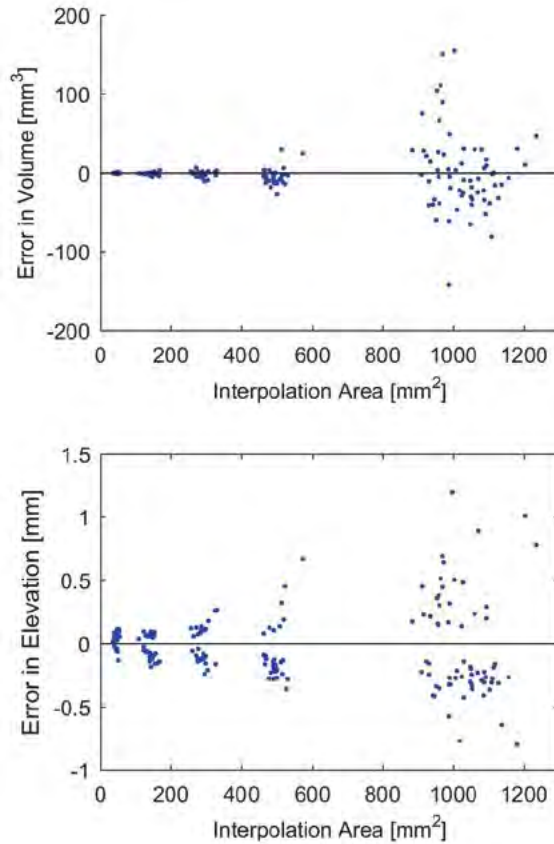 200
100
0
-100
-200
Error in Volume [mm³]
0 200 400 600 800 1000 1200
Interpolation Area [mm²]
1.5
1
0.5
0
-0.5
-1
Error in Elevation [mm]
0 200 400 600 800 1000 1200
Interpolation Area [mm²]